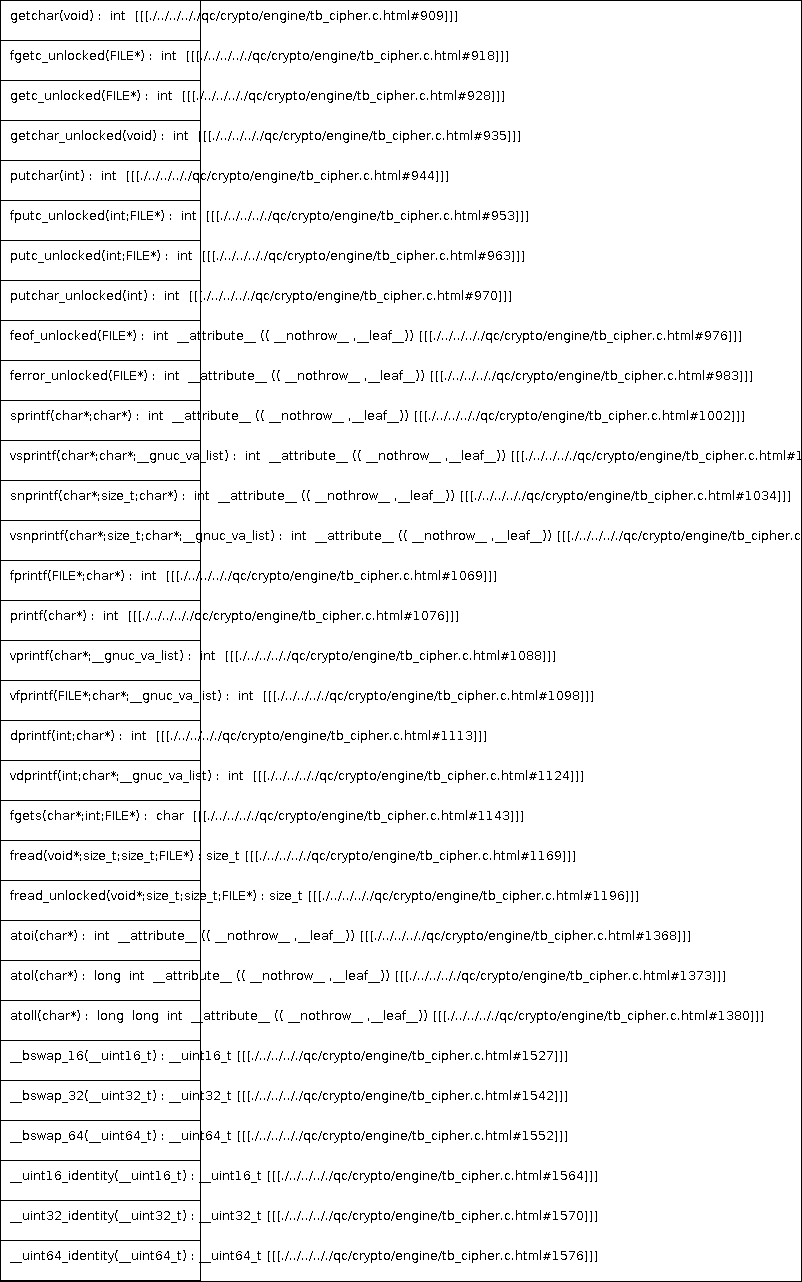 getchar(void) : int [[[./../../././qc/crypto/engine/tb_cipher.c.html#909]]]
fgetc_unlocked(FILE*) : int [[[./../../././qc/crypto/engine/tb_cipher.c.html#918]]]
getc_unlocked(FILE*) : int [[[./../../././qc/crypto/engine/tb_cipher.c.html#928]]]
getchar_unlocked(void) : int [[[./../../././qc/crypto/engine/tb_cipher.c.html#935]]]
putchar(int) : int [[[./../../././qc/crypto/engine/tb_cipher.c.html#944]]]
fputc_unlocked(int;FILE*) : int [[[./../../././qc/crypto/engine/tb_cipher.c.html#953]]]
putc_unlocked(int;FILE*) : int [[[./../../././qc/crypto/engine/tb_cipher.c.html#963]]]
putchar_unlocked(int) : int [[[./../../././qc/crypto/engine/tb_cipher.c.html#970]]]
feof_unlocked(FILE*) : int __attribute__ (( __nothrow__ ,__leaf__)) [[[./../../././qc/crypto/engine/tb_cipher.c.html#976]]]
ferror_unlocked(FILE*) : int __attribute__ (( __nothrow__ ,__leaf__)) [[[./../../././qc/crypto/engine/tb_cipher.c.html#983]]]
sprintf(char*;char*) : int __attribute__ (( __nothrow__ ,__leaf__)) [[[./../../././qc/crypto/engine/tb_cipher.c.html#1002]]]
vsprintf(char*;char*;__gnuc_va_list) : int __attribute__ (( __nothrow__ ,__leaf__)) [[[./../../././qc/crypto/engine/tb_cipher.c.html#1
snprintf(char*;size_t;char*) : int __attribute__ (( __nothrow__ ,__leaf__)) [[[./../../././qc/crypto/engine/tb_cipher.c.html#1034]]]
vsnprintf(char*;size_t;char*;__gnuc_va_list) : int __attribute__ (( __nothrow__ ,__leaf__)) [[[./../../././qc/crypto/engine/tb_cipher.c
fprintf(FILE*;char*) : int [[[./../../././qc/crypto/engine/tb_cipher.c.html#1069]]]
printf(char*) : int [[[./../../././qc/crypto/engine/tb_cipher.c.html#1076]]]
vprintf(char*;__gnuc_va_list) : int [[[./../../././qc/crypto/engine/tb_cipher.c.html#1088]]]
vfprintf(FILE*;char*;__gnuc_va_list) : int [[[./../../././qc/crypto/engine/tb_cipher.c.html#1098]]]
dprintf(int;char*) : int [[[./../../././qc/crypto/engine/tb_cipher.c.html#1113]]]
vdprintf(int;char*;__gnuc_va_list) : int [[[./../../././qc/crypto/engine/tb_cipher.c.html#1124]]]
fgets(char*;int;FILE*) : char [[[./../../././qc/crypto/engine/tb_cipher.c.html#1143]]]
fread(void*;size_t;size_t;FILE*) : size_t [[[./../../././qc/crypto/engine/tb_cipher.c.html#1169]]]
fread_unlocked(void*;size_t;size_t;FILE*) : size_t [[[./../../././qc/crypto/engine/tb_cipher.c.html#1196]]]
atoi(char*) : int __attribute__ (( __nothrow__ ,__leaf__)) [[[./../../././qc/crypto/engine/tb_cipher.c.html#1368]]]
atol(char*) : long int __attribute__ (( __nothrow__ ,__leaf__)) [[[./../../././qc/crypto/engine/tb_cipher.c.html#1373]]]
atoll(char*) : long long int __attribute__ (( __nothrow__ ,__leaf__)) [[[./../../././qc/crypto/engine/tb_cipher.c.html#1380]]]
__bswap_16(__uint16_t) : __uint16_t [[[./../../././qc/crypto/engine/tb_cipher.c.html#1527]]]
__bswap_32(__uint32_t) : __uint32_t [[[./../../././qc/crypto/engine/tb_cipher.c.html#1542]]]
__bswap_64(__uint64_t) : __uint64_t [[[./../../././qc/crypto/engine/tb_cipher.c.html#1552]]]
__uint16_identity(__uint16_t) : __uint16_t [[[./../../././qc/crypto/engine/tb_cipher.c.html#1564]]]
__uint32_identity(__uint32_t) : __uint32_t [[[./../../././qc/crypto/engine/tb_cipher.c.html#1570]]]
__uint64_identity(__uint64_t) : __uint64_t [[[./../../././qc/crypto/engine/tb_cipher.c.html#1576]]]